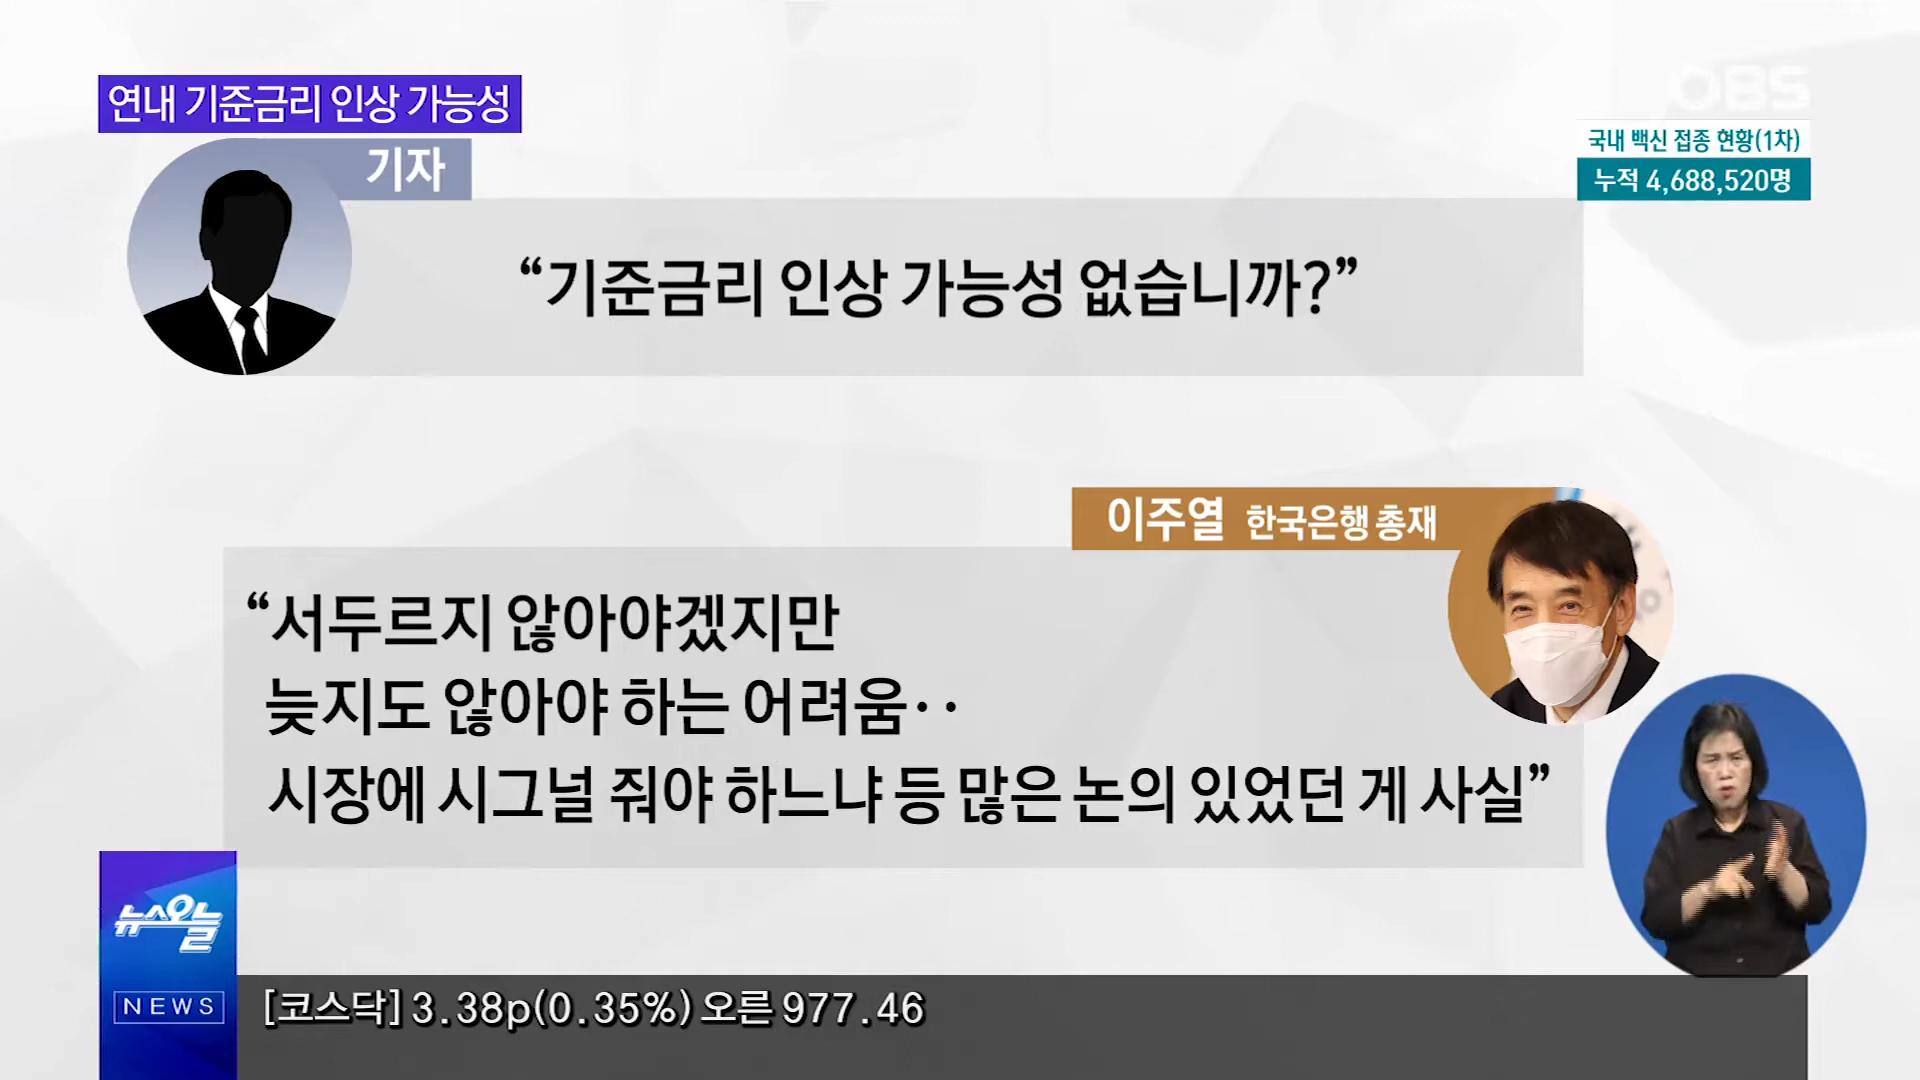 연내 기준금리 인상 가능성
OBS
국내 백신 접종 현황(1차)
누적 4,688,520명
기자
“기준금리 인상 가능성 없습니까?”
이주열 한국은행 총재
“서두르지 않아야겠지만
늦지도 않아야 하는 어려움‥
시장에 시그널 줘야 하느냐 등 많은 논의 있었던 게 사실”
뉴스오늘
NEWS
[코스닥] 3.38p(0.35%) 오른 977.46